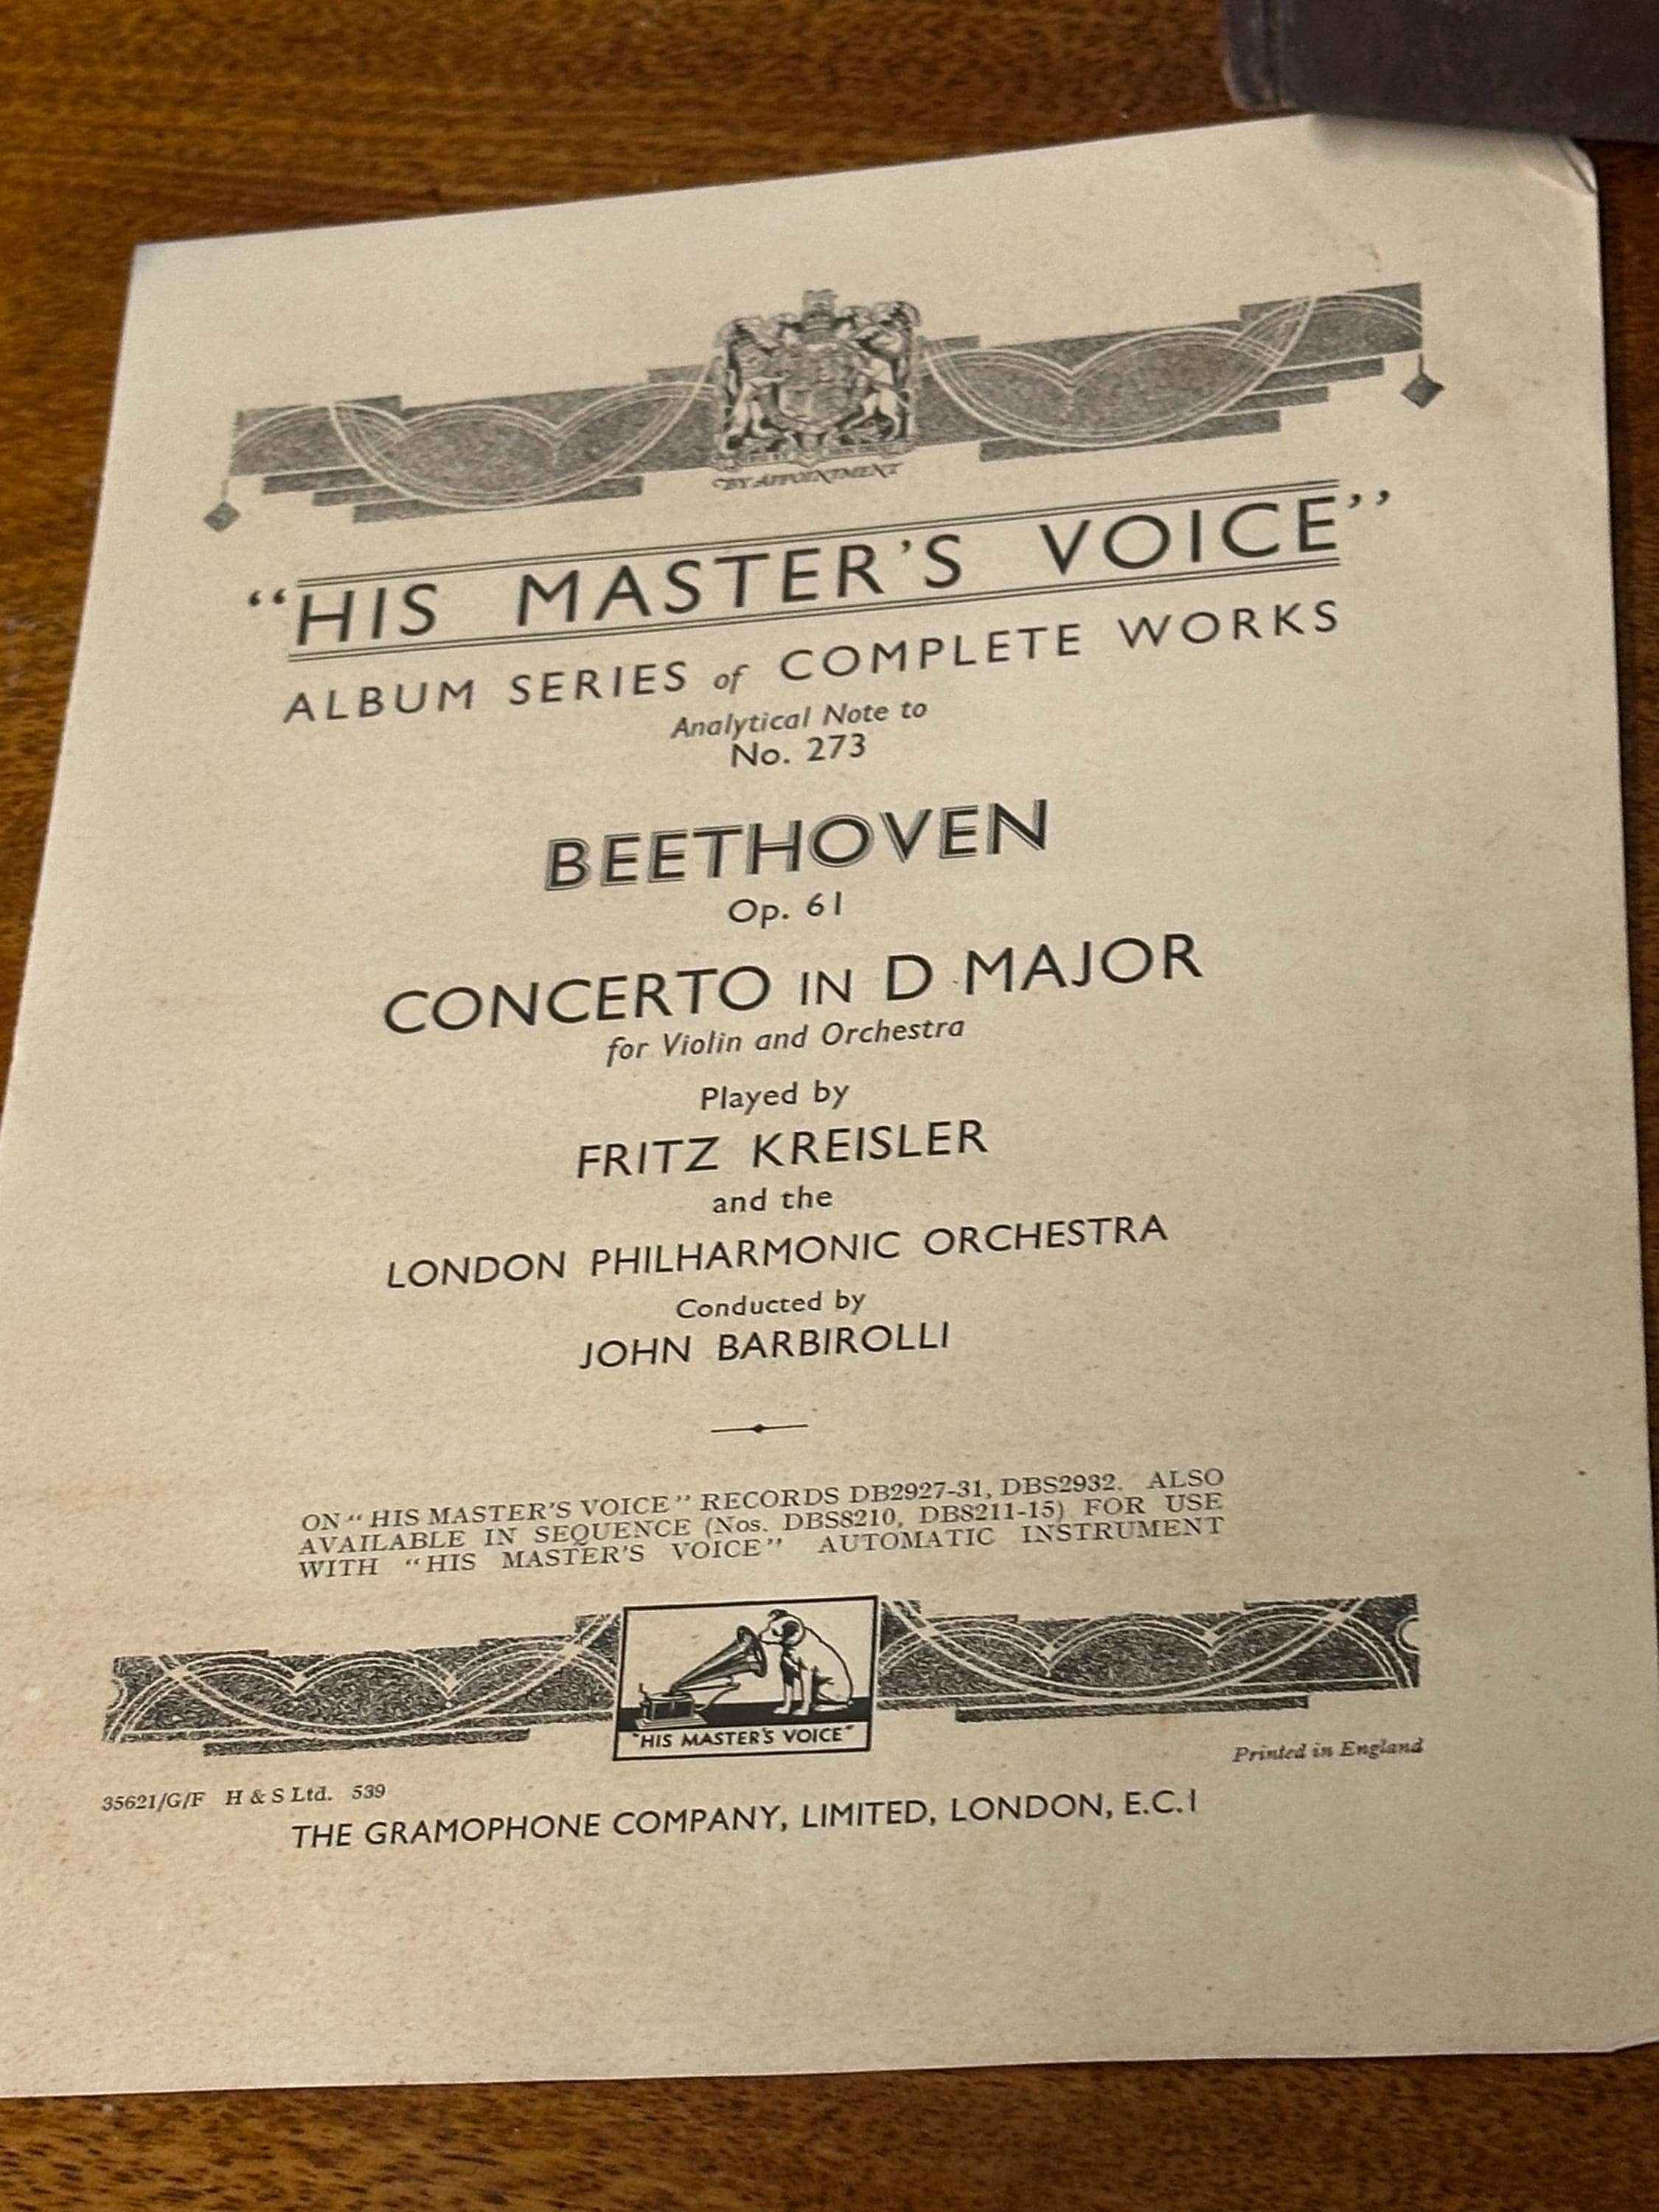 BY APPOINTMENT
“HIS MASTER’S VOICE”
ALBUM SERIES of COMPLETE WORKS
Analytical Note to
No. 273
BEETHOVEN
Op. 61
CONCERTO IN D MAJOR
for Violin and Orchestra
Played by
FRITZ KREISLER
and the
LONDON PHILHARMONIC ORCHESTRA
Conducted by
JOHN BARBIROLLI
ON “HIS MASTER’S VOICE” RECORDS DB2927-31, DBS2932. ALSO
AVAILABLE IN SEQUENCE (Nos. DBS8210, DB8211-15) FOR USE
WITH “HIS MASTER’S VOICE” AUTOMATIC INSTRUMENT
“HIS MASTER’S VOICE”
Printed in England
35621/G/F H & S Ltd. 539
THE GRAMOPHONE COMPANY, LIMITED, LONDON, E.C.1